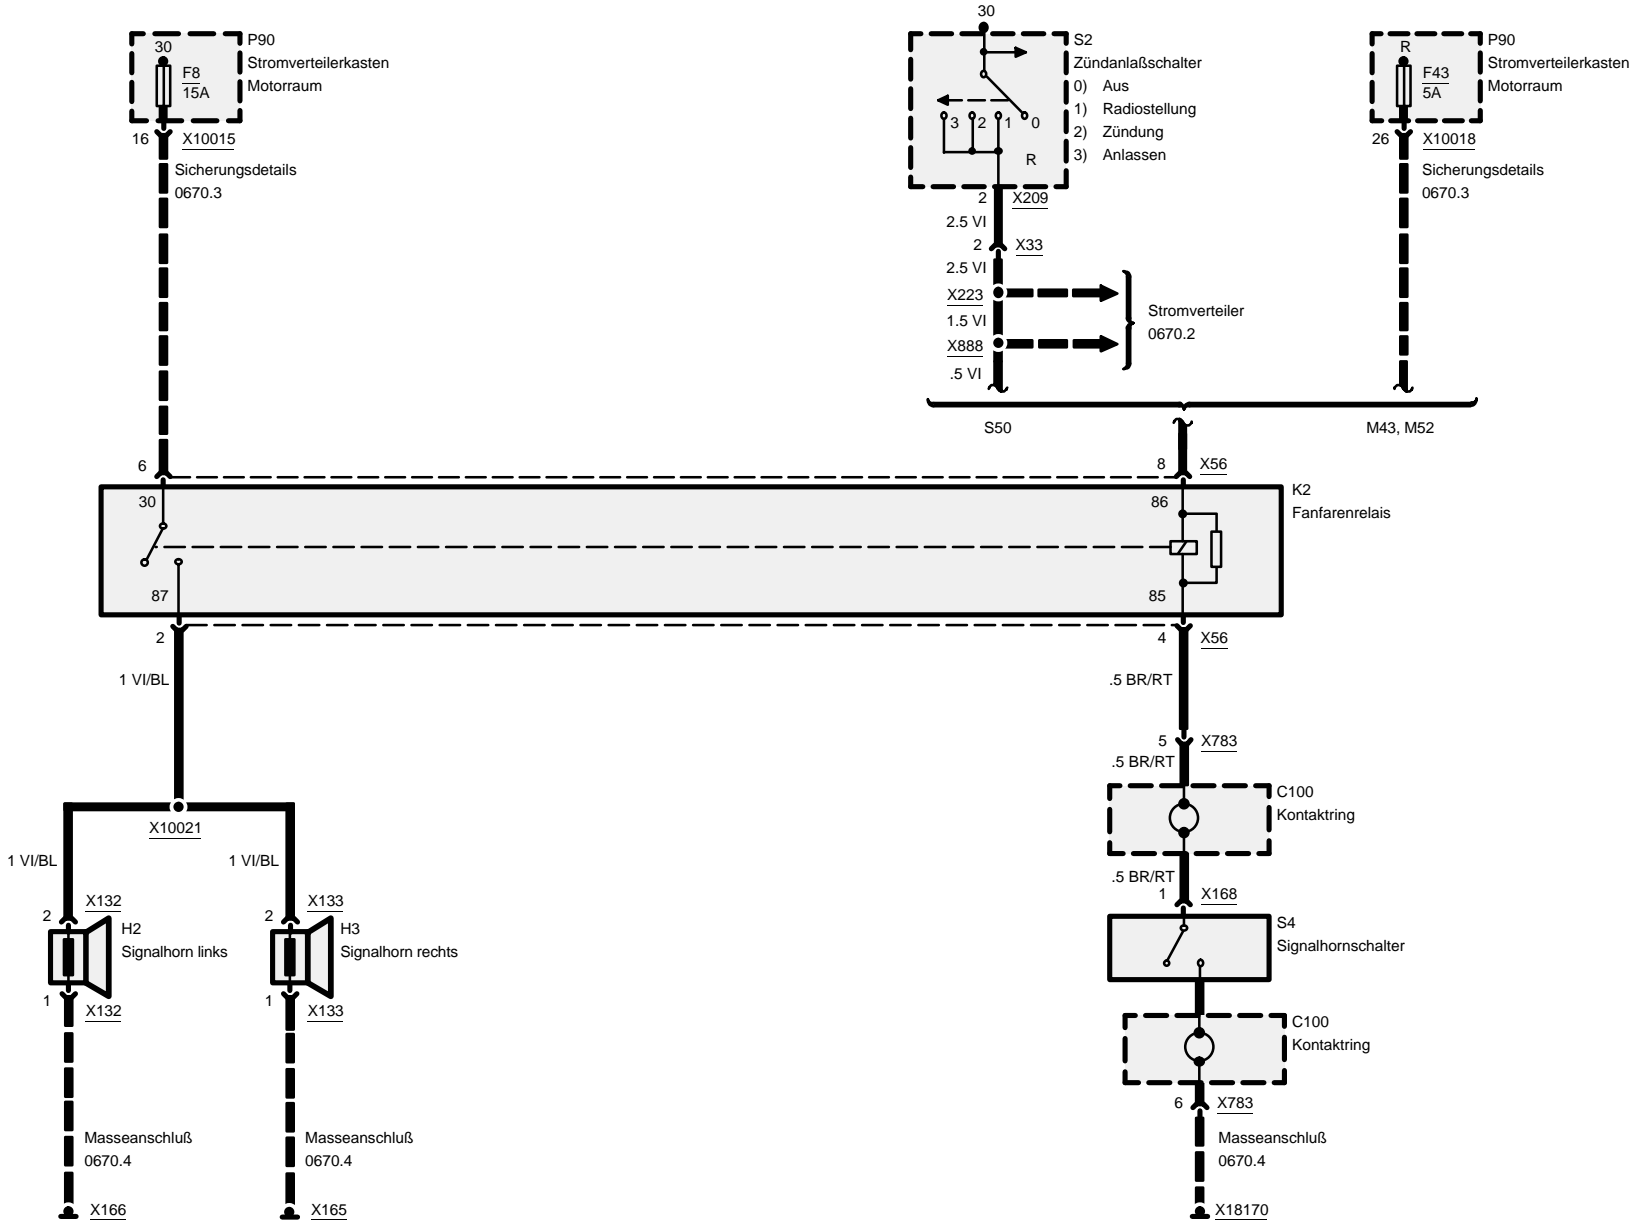 30
P90
Stromverteilerkasten
Motorraum
30
F8
15A
16 X10015
Sicherungsdetails
0670.3
S2
Zündanlaßschalter
0) Aus
1) Radiostellung
2) Zündung
3) Anlassen
3 2 1 0
R
2 X209
2.5 VI
2 X33
2.5 VI
X223
1.5 VI
X888
.5 VI
Stromverteiler
0670.2
P90
Stromverteilerkasten
Motorraum
R
F43
5A
26 X10018
Sicherungsdetails
0670.3
S50
M43, M52
6
8 X56
K2
Fanfarenrelais
30
86
87
85
2
4 X56
1 VI/BL
.5 BR/RT
5 X783
.5 BR/RT
C100
Kontaktring
X10021
1 VI/BL
1 VI/BL
.5 BR/RT
1 X168
2 X132
2 X133
H2
Signalhorn links
H3
Signalhorn rechts
S4
Signalhornschalter
1 X132
1 X133
C100
Kontaktring
6 X783
Masseanschluß
0670.4
Masseanschluß
0670.4
Masseanschluß
0670.4
X166
X165
X18170